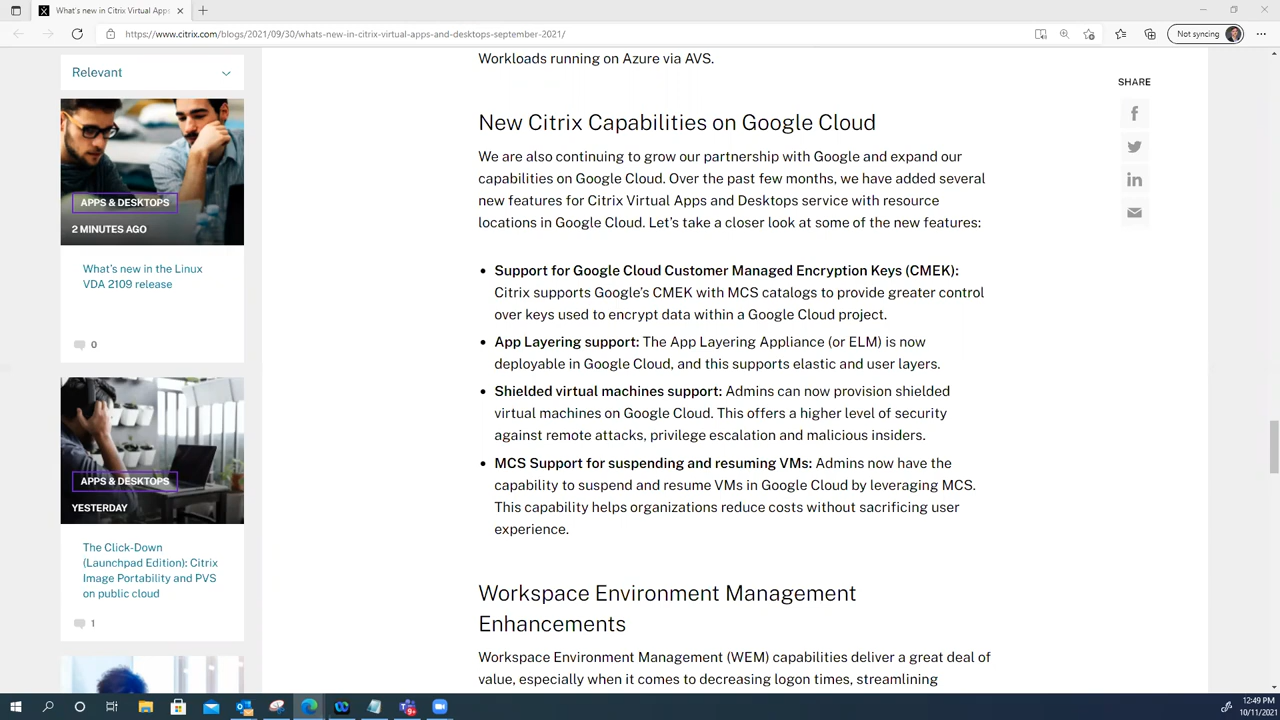 What's new in Citrix Virtual Apps
https://www.citrix.com/blogs/2021/09/30/whats-new-in-citrix-virtual-apps-and-desktops-september-2021/
Not syncing
Relevant
APPS & DESKTOPS
2 MINUTES AGO
What's new in the Linux
VDA 2109 release
0
APPS & DESKTOPS
YESTERDAY
The Click-Down
(Launchpad Edition): Citrix
Image Portability and PVS
on public cloud
1
Workloads running on Azure via AVS.
New Citrix Capabilities on Google Cloud
We are also continuing to grow our partnership with Google and expand our
capabilities on Google Cloud. Over the past few months, we have added several
new features for Citrix Virtual Apps and Desktops service with resource
locations in Google Cloud. Let's take a closer look at some of the new features:
• Support for Google Cloud Customer Managed Encryption Keys (CMEK):
Citrix supports Google's CMEK with MCS catalogs to provide greater control
over keys used to encrypt data within a Google Cloud project.
• App Layering support: The App Layering Appliance (or ELM) is now
deployable in Google Cloud, and this supports elastic and user layers.
• Shielded virtual machines support: Admins can now provision shielded
virtual machines on Google Cloud. This offers a higher level of security
against remote attacks, privilege escalation and malicious insiders.
• MCS Support for suspending and resuming VMs: Admins now have the
capability to suspend and resume VMs in Google Cloud by leveraging MCS.
This capability helps organizations reduce costs without sacrificing user
experience.
Workspace Environment Management
Enhancements
Workspace Environment Management (WEM) capabilities deliver a great deal of
value, especially when it comes to decreasing logon times, streamlining
SHARE
12:49 PM
10/11/2021